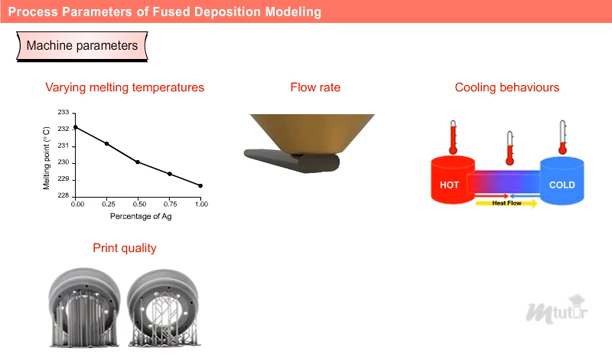 Process Parameters of Fused Deposition Modeling
Machine parameters
Varying melting temperatures
Flow rate
Cooling behaviours
Melting point (°C)
233
232
231
230
229
228
0.00 0.25 0.50 0.75 1.00
Percentage of Ag
HOT
COLD
Heat Flow
Print quality
mtutor